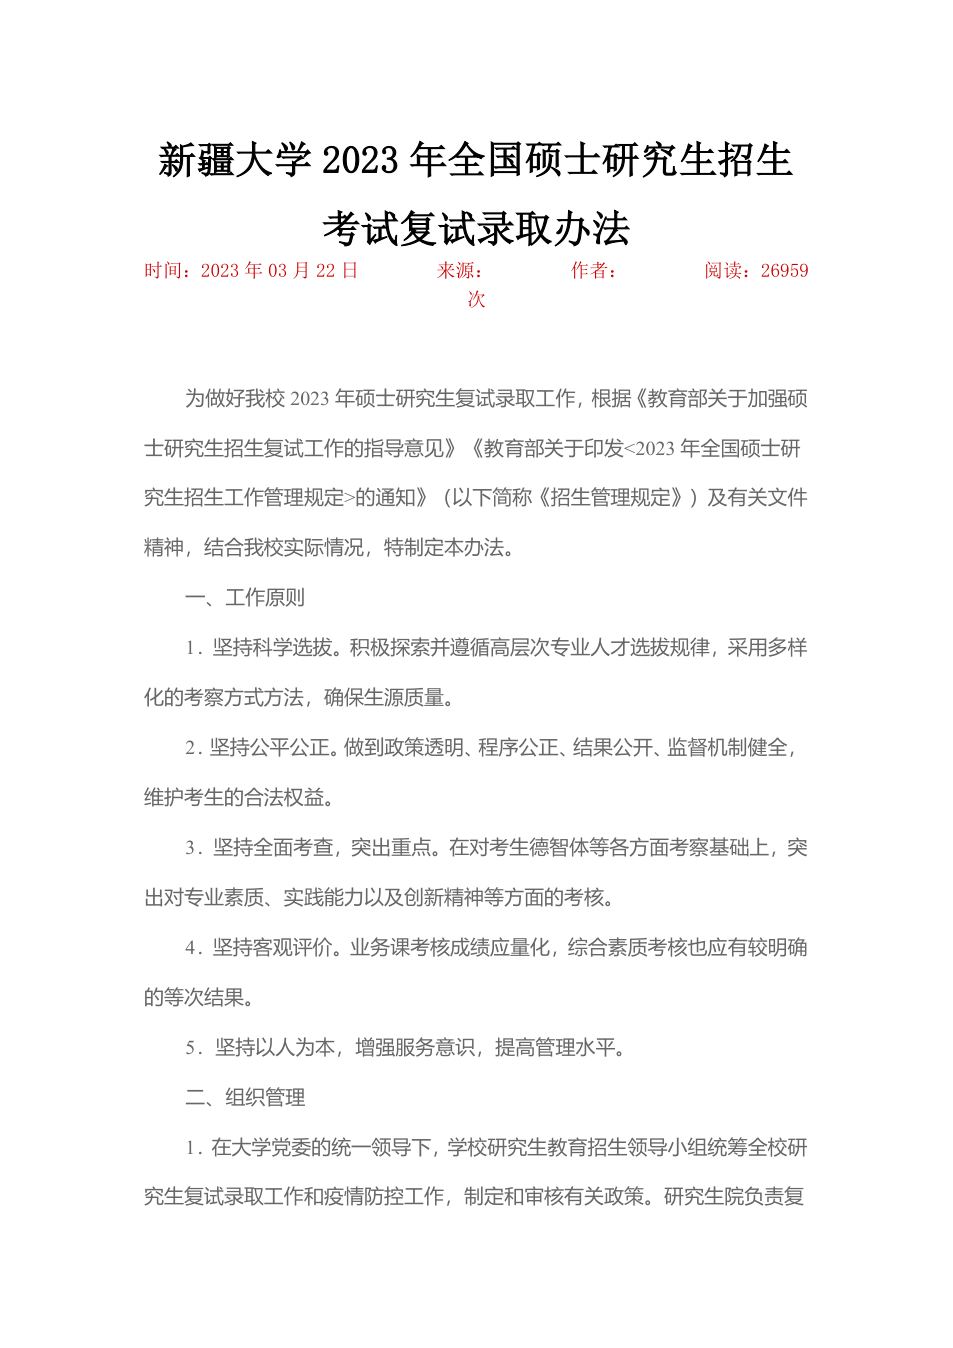 新疆大学 2023 年全国硕士研究生招生
考试复试录取办法
时间：2023 年 03 月 22 日 来源： 作者： 阅读：26959
次
为做好我校 2023 年硕士研究生复试录取工作，根据《教育部关于加强硕
士研究生招生复试工作的指导意见》《教育部关于印发<2023 年全国硕士研
究生招生工作管理规定>的通知》（以下简称《招生管理规定》）及有关文件
精神，结合我校实际情况，特制定本办法。
一、工作原则
1．坚持科学选拔。积极探索并遵循高层次专业人才选拔规律，采用多样
化的考察方式方法，确保生源质量。
2．坚持公平公正。做到政策透明、程序公正、结果公开、监督机制健全，
维护考生的合法权益。
3．坚持全面考查，突出重点。在对考生德智体等各方面考察基础上，突
出对专业素质、实践能力以及创新精神等方面的考核。
4．坚持客观评价。业务课考核成绩应量化，综合素质考核也应有较明确
的等次结果。
5．坚持以人为本，增强服务意识，提高管理水平。
二、组织管理
1．在大学党委的统一领导下，学校研究生教育招生领导小组统筹全校研
究生复试录取工作和疫情防控工作，制定和审核有关政策。研究生院负责复